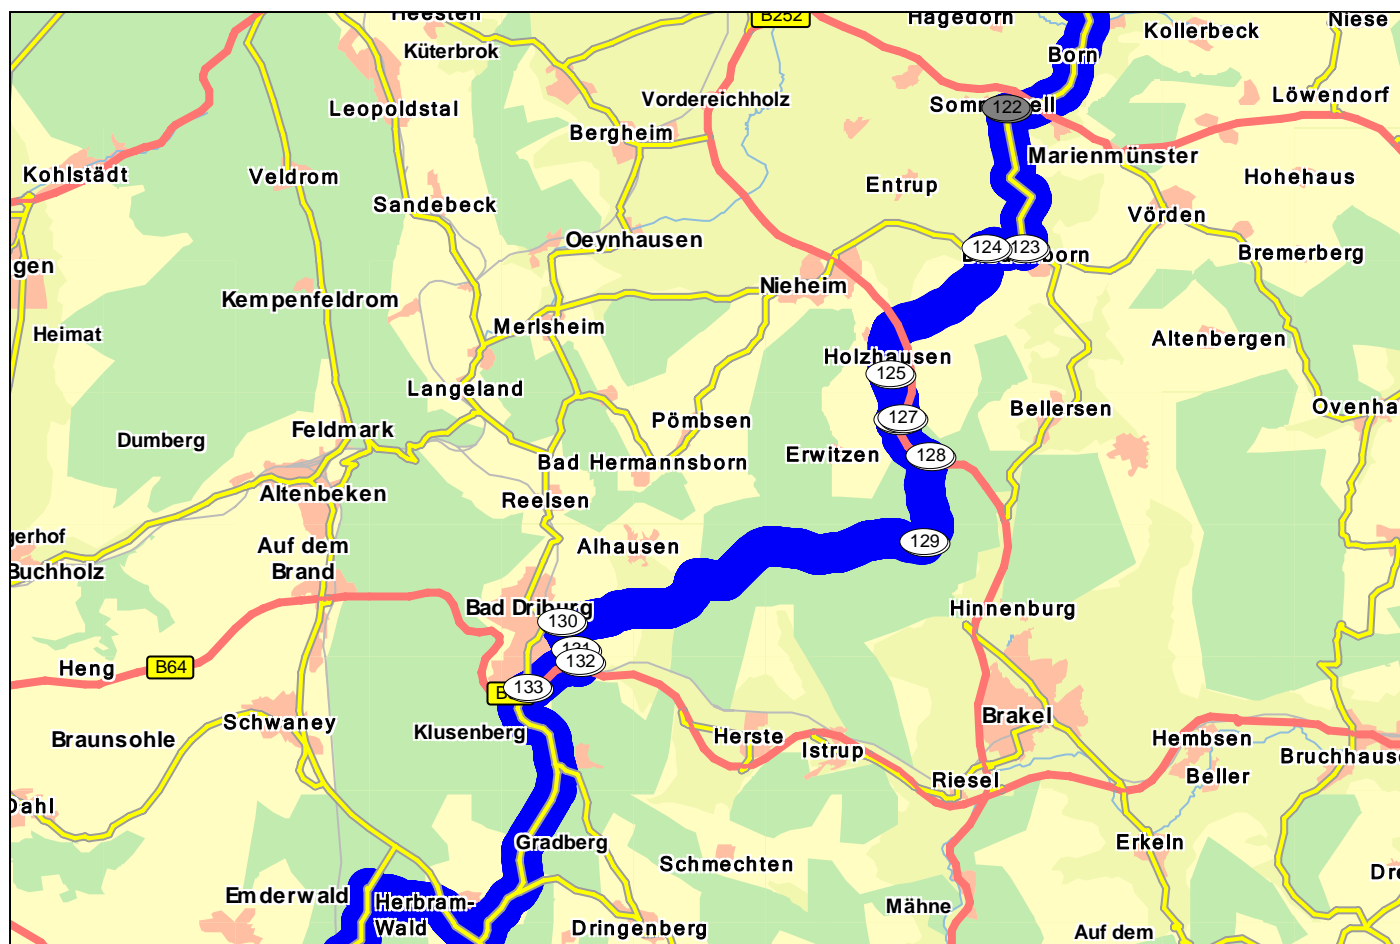 Heesten
B252
Hagedorn
Niese
Küterbrok
Born
Kollerbeck
Leopoldstal
Vordereichholz
122
Löwendorf
Bergheim
Marienmünster
Kohlstädt
Veldrom
Entrup
Hohehaus
Sandebeck
Vörden
Oeynhausen
124
123
Bremerberg
gen
Nieheim
Kempenfeldrom
Heimat
Merlsheim
Altenbergen
Holzhausen
125
Langeland
Bellersen
Ovenha
127
Pömbsen
Feldmark
Dumberg
Erwitzen
128
Bad Hermannsborn
Altenbeken
Reelsen
gerhof
Auf dem
Brand
Alhausen
129
Buchholz
Bad Driburg
Hinnenburg
130
131
132
Heng
B64
133
Schwaney
Brakel
Klusenberg
Braunsohle
Herste
Istrup
Hembsen
Bruchhause
Beller
Riesel
Dahl
Gradberg
Erkeln
Schmechten
Dre
Emderwald
Herbram-
Wald
Mähne
Dringenberg
Auf dem